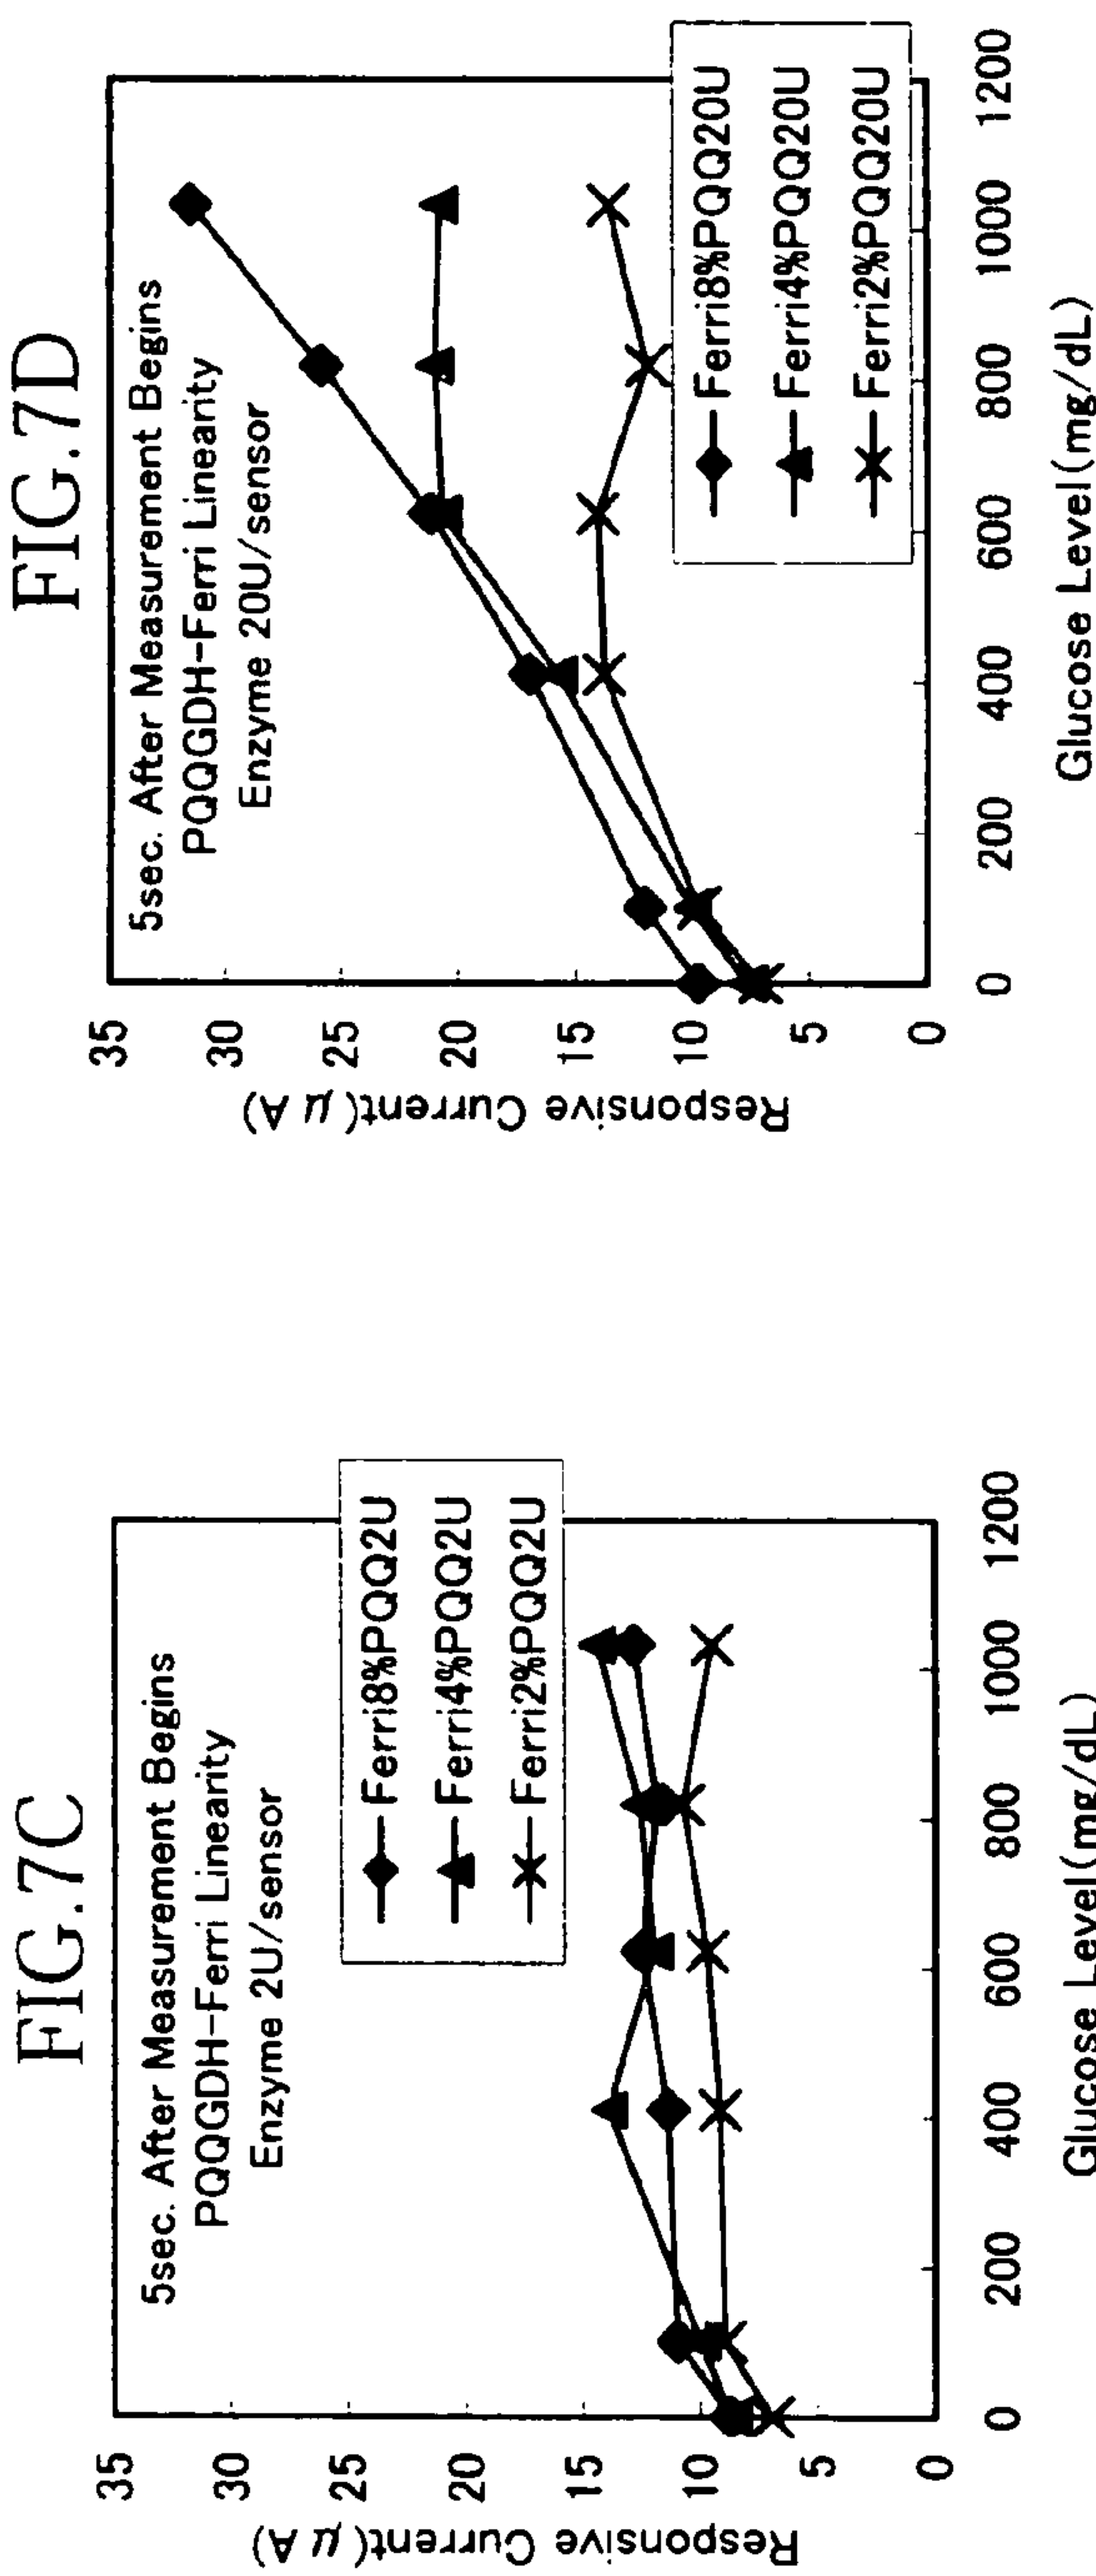 FIG.7C
5sec. After Measurement Begins
PQQGDH-Ferri Linearity
Enzyme 2U/sensor
Ferri8%PQQ2U
Ferri4%PQQ2U
Ferri2%PQQ2U
35
30
25
20
15
10
5
0
Responsive Current(μA)
0 200 400 600 800 1000 1200
Glucose Level(mg/dL)
FIG.7D
5sec. After Measurement Begins
PQQGDH-Ferri Linearity
Enzyme 20U/sensor
Ferri8%PQQ20U
Ferri4%PQQ20U
Ferri2%PQQ20U
35
30
25
20
15
10
5
0
Responsive Current(μA)
0 200 400 600 800 1000 1200
Glucose Level(mg/dL)